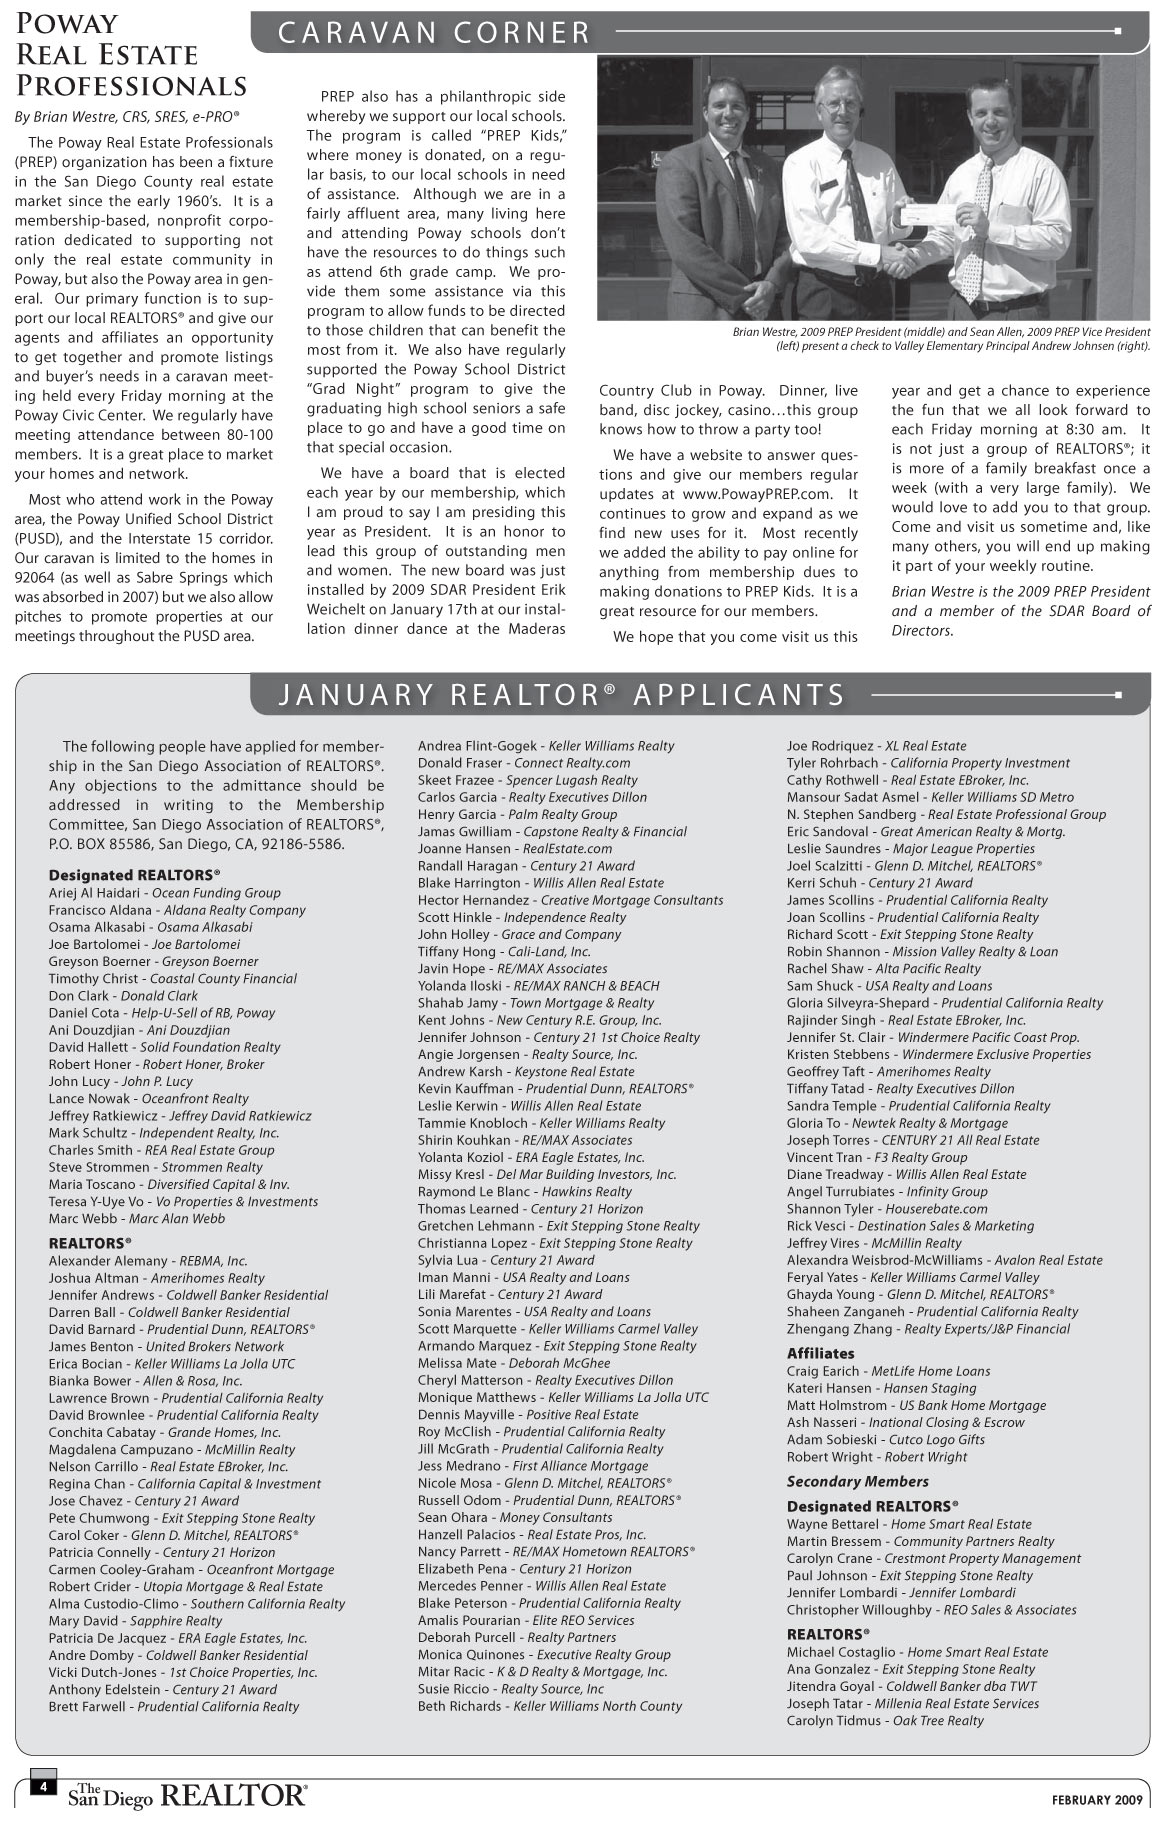 CARAVAN CORNER
POWAY
REAL ESTATE
PROFESSIONALS
By Brian Westre, CRS, SRES, e-PRO®
The Poway Real Estate Professionals
(PREP) organization has been a fixture
in the San Diego County real estate
market since the early 1960's. It is a
membership-based, nonprofit corpo-
ration dedicated to supporting not
only the real estate community in
Poway, but also the Poway area in gen-
eral. Our primary function is to sup-
port our local REALTORS® and give our
agents and affiliates an opportunity
to get together and promote listings
and buyer's needs in a caravan meet-
ing held every Friday morning at the
Poway Civic Center. We regularly have
meeting attendance between 80-100
members. It is a great place to market
your homes and network.
Most who attend work in the Poway
area, the Poway Unified School District
(PUSD), and the Interstate 15 corridor.
Our caravan is limited to the homes in
92064 (as well as Sabre Springs which
was absorbed in 2007) but we also allow
pitches to promote properties at our
meetings throughout the PUSD area.
PREP also has a philanthropic side
whereby we support our local schools.
The program is called "PREP Kids,"
where money is donated, on a regu-
lar basis, to our local schools in need
of assistance. Although we are in a
fairly affluent area, many living here
and attending Poway schools don't
have the resources to do things such
as attend 6th grade camp. We pro-
vide them some assistance via this
program to allow funds to be directed
to those children that can benefit the
most from it. We also have regularly
supported the Poway School District
"Grad Night" program to give the
graduating high school seniors a safe
place to go and have a good time on
that special occasion.
We have a board that is elected
each year by our membership, which
I am proud to say I am presiding this
year as President. It is an honor to
lead this group of outstanding men
and women. The new board was just
installed by 2009 SDAR President Erik
Weichelt on January 17th at our instal-
lation dinner dance at the Maderas
Brian Westre, 2009 PREP President (middle) and Sean Allen, 2009 PREP Vice President
(left) present a check to Valley Elementary Principal Andrew Johnsen (right).
Country Club in Poway. Dinner, live
band, disc jockey, casino…this group
knows how to throw a party too!
We have a website to answer ques-
tions and give our members regular
updates at www.PowayPREP.com. It
continues to grow and expand as we
find new uses for it. Most recently
we added the ability to pay online for
anything from membership dues to
making donations to PREP Kids. It is a
great resource for our members.
We hope that you come visit us this
year and get a chance to experience
the fun that we all look forward to
each Friday morning at 8:30 am. It
is not just a group of REALTORS®; it
is more of a family breakfast once a
week (with a very large family). We
would love to add you to that group.
Come and visit us sometime and, like
many others, you will end up making
it part of your weekly routine.
Brian Westre is the 2009 PREP President
and a member of the SDAR Board of
Directors.
JANUARY REALTOR® APPLICANTS
The following people have applied for member-
ship in the San Diego Association of REALTORS®.
Any objections to the admittance should be
addressed in writing to the Membership
Committee, San Diego Association of REALTORS®,
P.O. BOX 85586, San Diego, CA, 92186-5586.
Designated REALTORS®
Ariej Al Haidari - Ocean Funding Group
Francisco Aldana - Aldana Realty Company
Osama Alkasabi - Osama Alkasabi
Joe Bartolomei - Joe Bartolomei
Greyson Boerner - Greyson Boerner
Timothy Christ - Coastal County Financial
Don Clark - Donald Clark
Daniel Cota - Help-U-Sell of RB, Poway
Ani Douzdjian - Ani Douzdjian
David Hallett - Solid Foundation Realty
Robert Honer - Robert Honer, Broker
John Lucy - John P. Lucy
Lance Nowak - Oceanfront Realty
Jeffrey Ratkiewicz - Jeffrey David Ratkiewicz
Mark Schultz - Independent Realty, Inc.
Charles Smith - REA Real Estate Group
Steve Strommen - Strommen Realty
Maria Toscano - Diversified Capital & Inv.
Teresa Y-Uye Vo - Vo Properties & Investments
Marc Webb - Marc Alan Webb
REALTORS®
Alexander Alemany - REBMA, Inc.
Joshua Altman - Amerihomes Realty
Jennifer Andrews - Coldwell Banker Residential
Darren Ball - Coldwell Banker Residential
David Barnard - Prudential Dunn, REALTORS®
James Benton - United Brokers Network
Erica Bocian - Keller Williams La Jolla UTC
Bianka Bower - Allen & Rosa, Inc.
Lawrence Brown - Prudential California Realty
David Brownlee - Prudential California Realty
Conchita Cabatay - Grande Homes, Inc.
Magdalena Campuzano - McMillin Realty
Nelson Carrillo - Real Estate EBroker, Inc.
Regina Chan - California Capital & Investment
Jose Chavez - Century 21 Award
Pete Chumwong - Exit Stepping Stone Realty
Carol Coker - Glenn D. Mitchel, REALTORS®
Patricia Connelly - Century 21 Horizon
Carmen Cooley-Graham - Oceanfront Mortgage
Robert Crider - Utopia Mortgage & Real Estate
Alma Custodio-Climo - Southern California Realty
Mary David - Sapphire Realty
Patricia De Jacquez - ERA Eagle Estates, Inc.
Andre Domby - Coldwell Banker Residential
Vicki Dutch-Jones - 1st Choice Properties, Inc.
Anthony Edelstein - Century 21 Award
Brett Farwell - Prudential California Realty
Andrea Flint-Gogek - Keller Williams Realty
Donald Fraser - Connect Realty.com
Skeet Frazee - Spencer Lugash Realty
Carlos Garcia - Realty Executives Dillon
Henry Garcia - Palm Realty Group
Jamas Gwilliam - Capstone Realty & Financial
Joanne Hansen - RealEstate.com
Randall Haragan - Century 21 Award
Blake Harrington - Willis Allen Real Estate
Hector Hernandez - Creative Mortgage Consultants
Scott Hinkle - Independence Realty
John Holley - Grace and Company
Tiffany Hong - Cali-Land, Inc.
Javin Hope - RE/MAX Associates
Yolanda Iloski - RE/MAX RANCH & BEACH
Shahab Jamy - Town Mortgage & Realty
Kent Johns - New Century R.E. Group, Inc.
Jennifer Johnson - Century 21 1st Choice Realty
Angie Jorgensen - Realty Source, Inc.
Andrew Karsh - Keystone Real Estate
Kevin Kauffman - Prudential Dunn, REALTORS®
Leslie Kerwin - Willis Allen Real Estate
Tammie Knobloch - Keller Williams Realty
Shirin Kouhkan - RE/MAX Associates
Yolanta Koziol - ERA Eagle Estates, Inc.
Missy Kresl - Del Mar Building Investors, Inc.
Raymond Le Blanc - Hawkins Realty
Thomas Learned - Century 21 Horizon
Gretchen Lehmann - Exit Stepping Stone Realty
Christianna Lopez - Exit Stepping Stone Realty
Sylvia Lua - Century 21 Award
Iman Manni - USA Realty and Loans
Lili Marefat - Century 21 Award
Sonia Marentes - USA Realty and Loans
Scott Marquette - Keller Williams Carmel Valley
Armando Marquez - Exit Stepping Stone Realty
Melissa Mate - Deborah McGhee
Cheryl Matterson - Realty Executives Dillon
Monique Matthews - Keller Williams La Jolla UTC
Dennis Mayville - Positive Real Estate
Roy McClish - Prudential California Realty
Jill McGrath - Prudential California Realty
Jess Medrano - First Alliance Mortgage
Nicole Mosa - Glenn D. Mitchel, REALTORS®
Russell Odom - Prudential Dunn, REALTORS®
Sean Ohara - Money Consultants
Hanzell Palacios - Real Estate Pros, Inc.
Nancy Parrett - RE/MAX Hometown REALTORS®
Elizabeth Pena - Century 21 Horizon
Mercedes Penner - Willis Allen Real Estate
Blake Peterson - Prudential California Realty
Amalis Pourarian - Elite REO Services
Deborah Purcell - Realty Partners
Monica Quinones - Executive Realty Group
Mitar Racic - K & D Realty & Mortgage, Inc.
Susie Riccio - Realty Source, Inc
Beth Richards - Keller Williams North County
Joe Rodriquez - XL Real Estate
Tyler Rohrbach - California Property Investment
Cathy Rothwell - Real Estate EBroker, Inc.
Mansour Sadat Asmel - Keller Williams SD Metro
N. Stephen Sandberg - Real Estate Professional Group
Eric Sandoval - Great American Realty & Mortg.
Leslie Saundres - Major League Properties
Joel Scalzitti - Glenn D. Mitchel, REALTORS®
Kerri Schuh - Century 21 Award
James Scollins - Prudential California Realty
Joan Scollins - Prudential California Realty
Richard Scott - Exit Stepping Stone Realty
Robin Shannon - Mission Valley Realty & Loan
Rachel Shaw - Alta Pacific Realty
Sam Shuck - USA Realty and Loans
Gloria Silveyra-Shepard - Prudential California Realty
Rajinder Singh - Real Estate EBroker, Inc.
Jennifer St. Clair - Windermere Pacific Coast Prop.
Kristen Stebbens - Windermere Exclusive Properties
Geoffrey Taft - Amerihomes Realty
Tiffany Tatad - Realty Executives Dillon
Sandra Temple - Prudential California Realty
Gloria To - Newtek Realty & Mortgage
Joseph Torres - CENTURY 21 All Real Estate
Vincent Tran - F3 Realty Group
Diane Treadway - Willis Allen Real Estate
Angel Turrubiates - Infinity Group
Shannon Tyler - Houserebate.com
Rick Vesci - Destination Sales & Marketing
Jeffrey Vires - McMillin Realty
Alexandra Weisbrod-McWilliams - Avalon Real Estate
Feryal Yates - Keller Williams Carmel Valley
Ghayda Young - Glenn D. Mitchel, REALTORS®
Shaheen Zanganeh - Prudential California Realty
Zhengang Zhang - Realty Experts/J&P Financial
Affiliates
Craig Earich - MetLife Home Loans
Kateri Hansen - Hansen Staging
Matt Holmstrom - US Bank Home Mortgage
Ash Nasseri - Inational Closing & Escrow
Adam Sobieski - Cutco Logo Gifts
Robert Wright - Robert Wright
Secondary Members
Designated REALTORS®
Wayne Bettarel - Home Smart Real Estate
Martin Bressem - Community Partners Realty
Carolyn Crane - Crestmont Property Management
Paul Johnson - Exit Stepping Stone Realty
Jennifer Lombardi - Jennifer Lombardi
Christopher Willoughby - REO Sales & Associates
REALTORS®
Michael Costaglio - Home Smart Real Estate
Ana Gonzalez - Exit Stepping Stone Realty
Jitendra Goyal - Coldwell Banker dba TWT
Joseph Tatar - Millenia Real Estate Services
Carolyn Tidmus - Oak Tree Realty
4
The San Diego REALTOR®
FEBRUARY 2009